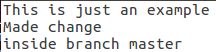 This is just an example
Made change
inside branch master